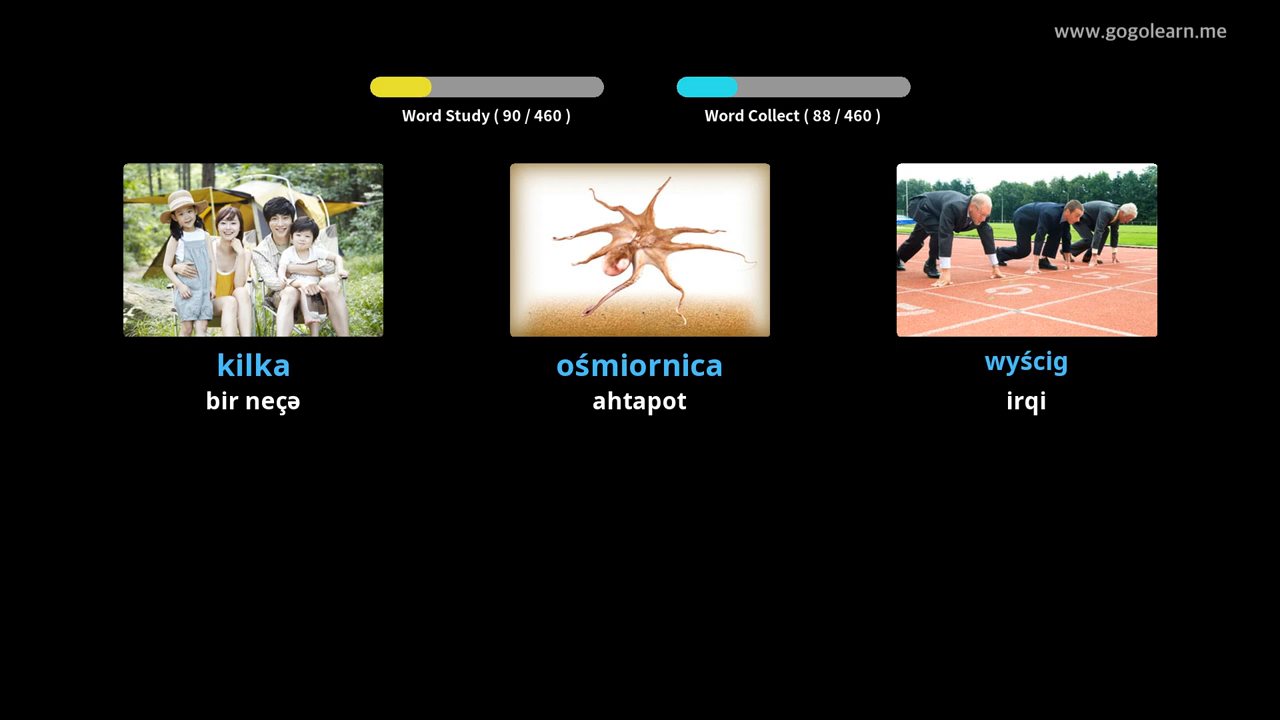 www.gogolearn.me
Word Study ( 90 / 460 )
Word Collect ( 88 / 460 )
kilka
bir neçə
ośmiornica
ahtapot
wyścig
irqi